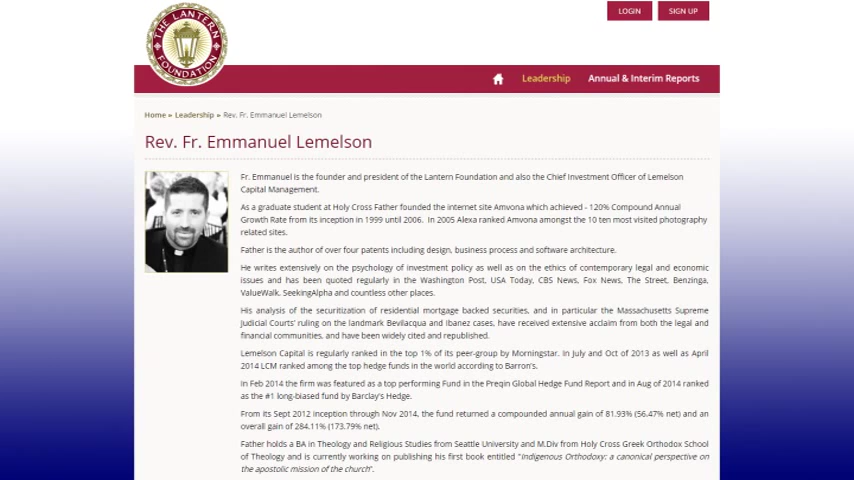 THE LANTERN
FOUNDATION
LOGIN
SIGN UP
Leadership
Annual & Interim Reports
Home » Leadership » Rev. Fr. Emmanuel Lemelson
Rev. Fr. Emmanuel Lemelson
Fr. Emmanuel is the founder and president of the Lantern Foundation and also the Chief Investment Officer of Lemelson
Capital Management.
As a graduate student at Holy Cross Father founded the internet site Amvona which achieved - 120% Compound Annual
Growth Rate from its inception in 1999 until 2006. In 2005 Alexa ranked Amvona amongst the 10 ten most visited photography
related sites.
Father is the author of over four patents including design, business process and software architecture.
He writes extensively on the psychology of investment policy as well as on the ethics of contemporary legal and economic
issues and has been quoted regularly in the Washington Post, USA Today, CBS News, Fox News, The Street, Benzinga,
ValueWalk, SeekingAlpha and countless other places.
His analysis of the securitization of residential mortgage backed securities, and in particular the Massachusetts Supreme
Judicial Courts' ruling on the landmark Bevilacqua and Ibanez cases, have received extensive acclaim from both the legal and
financial communities, and have been widely cited and republished.
Lemelson Capital is regularly ranked in the top 1% of its peer-group by Morningstar. In July and Oct of 2013 as well as April
2014 LCM ranked among the top hedge funds in the world according to Barron's.
In Feb 2014 the firm was featured as a top performing Fund in the Preqin Global Hedge Fund Report and in Aug of 2014 ranked
as the #1 long-biased fund by Barclay's Hedge.
From its Sept 2012 inception through Nov 2014, the fund returned a compounded annual gain of 81.93% (56.47% net) and an
overall gain of 284.11% (173.79% net).
Father holds a BA in Theology and Religious Studies from Seattle University and M.Div from Holy Cross Greek Orthodox School
of Theology and is currently working on publishing his first book entitled "Indigenous Orthodoxy: a canonical perspective on
the apostolic mission of the church".